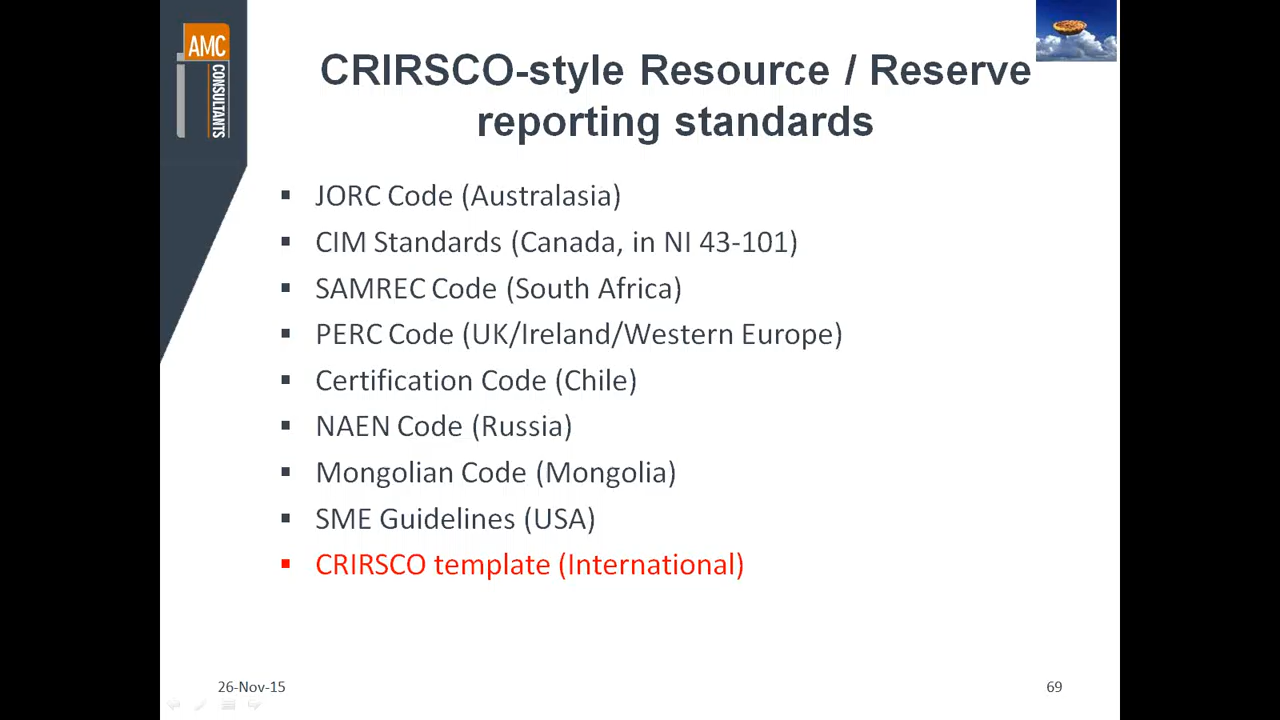 AMC
CONSULTANTS
CRIRSCO-style Resource / Reserve
reporting standards
▪ JORC Code (Australasia)
▪ CIM Standards (Canada, in NI 43-101)
▪ SAMREC Code (South Africa)
▪ PERC Code (UK/Ireland/Western Europe)
▪ Certification Code (Chile)
▪ NAEN Code (Russia)
▪ Mongolian Code (Mongolia)
▪ SME Guidelines (USA)
▪ CRIRSCO template (International)
26-Nov-15
69